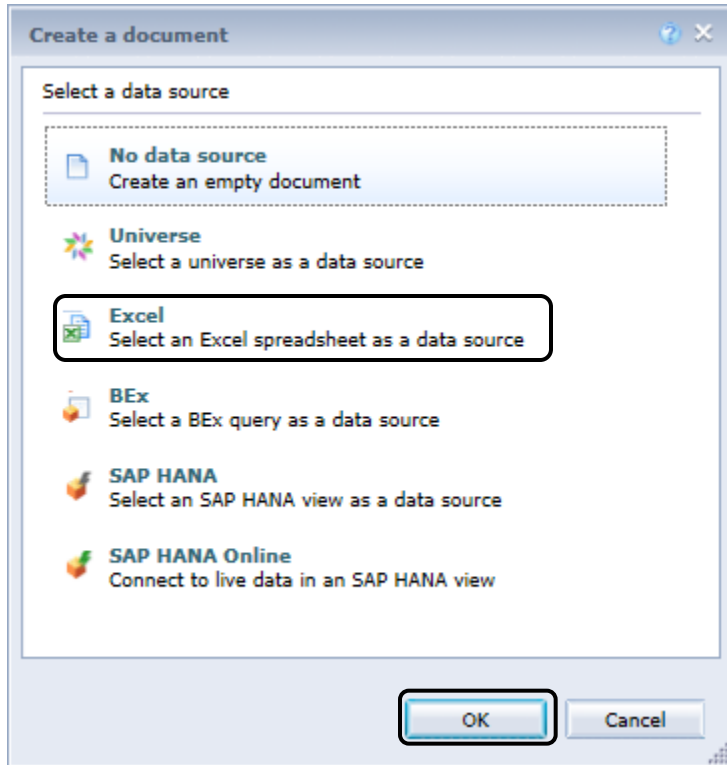 Create a document
Select a data source
No data source
Create an empty document
Universe
Select a universe as a data source
Excel
Select an Excel spreadsheet as a data source
BEx
Select a BEx query as a data source
SAP HANA
Select an SAP HANA view as a data source
SAP HANA Online
Connect to live data in an SAP HANA view
OK Cancel